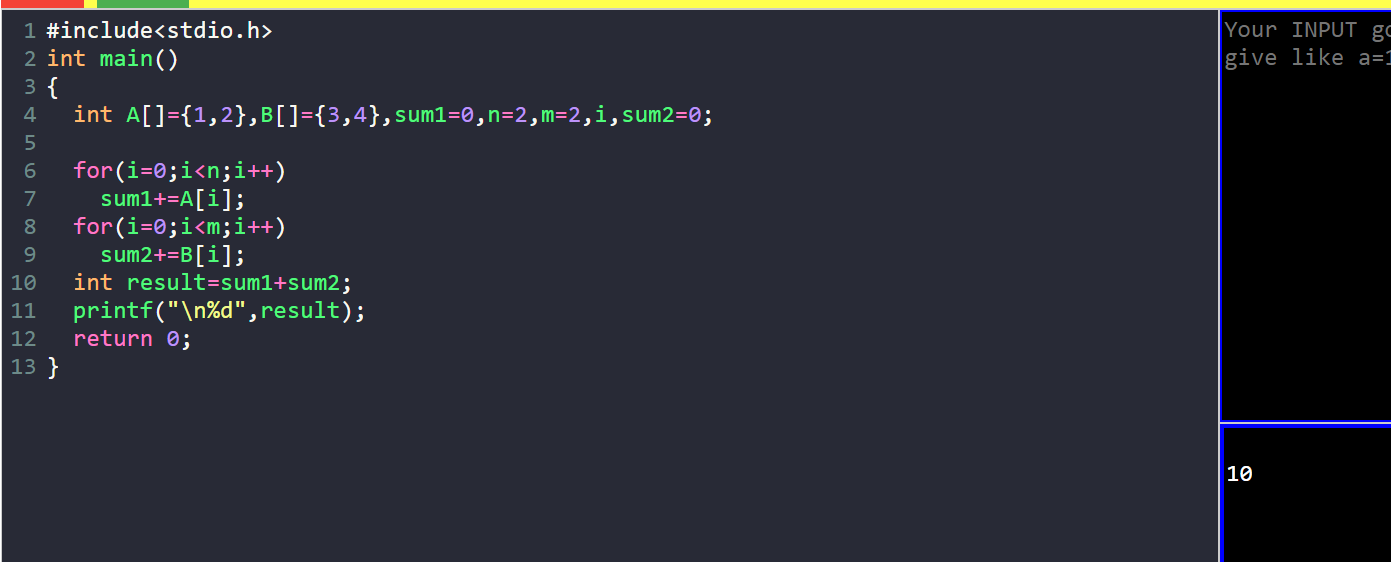 1 #include<stdio.h>
2 int main()
3 {
4 int A[]={1,2},B[]={3,4},sum1=0,n=2,m=2,i,sum2=0;
5
6 for(i=0;i<n;i++)
7 sum1+=A[i];
8 for(i=0;i<m;i++)
9 sum2+=B[i];
10 int result=sum1+sum2;
11 printf("\n%d",result);
12 return 0;
13 }
Your INPUT
give like
10